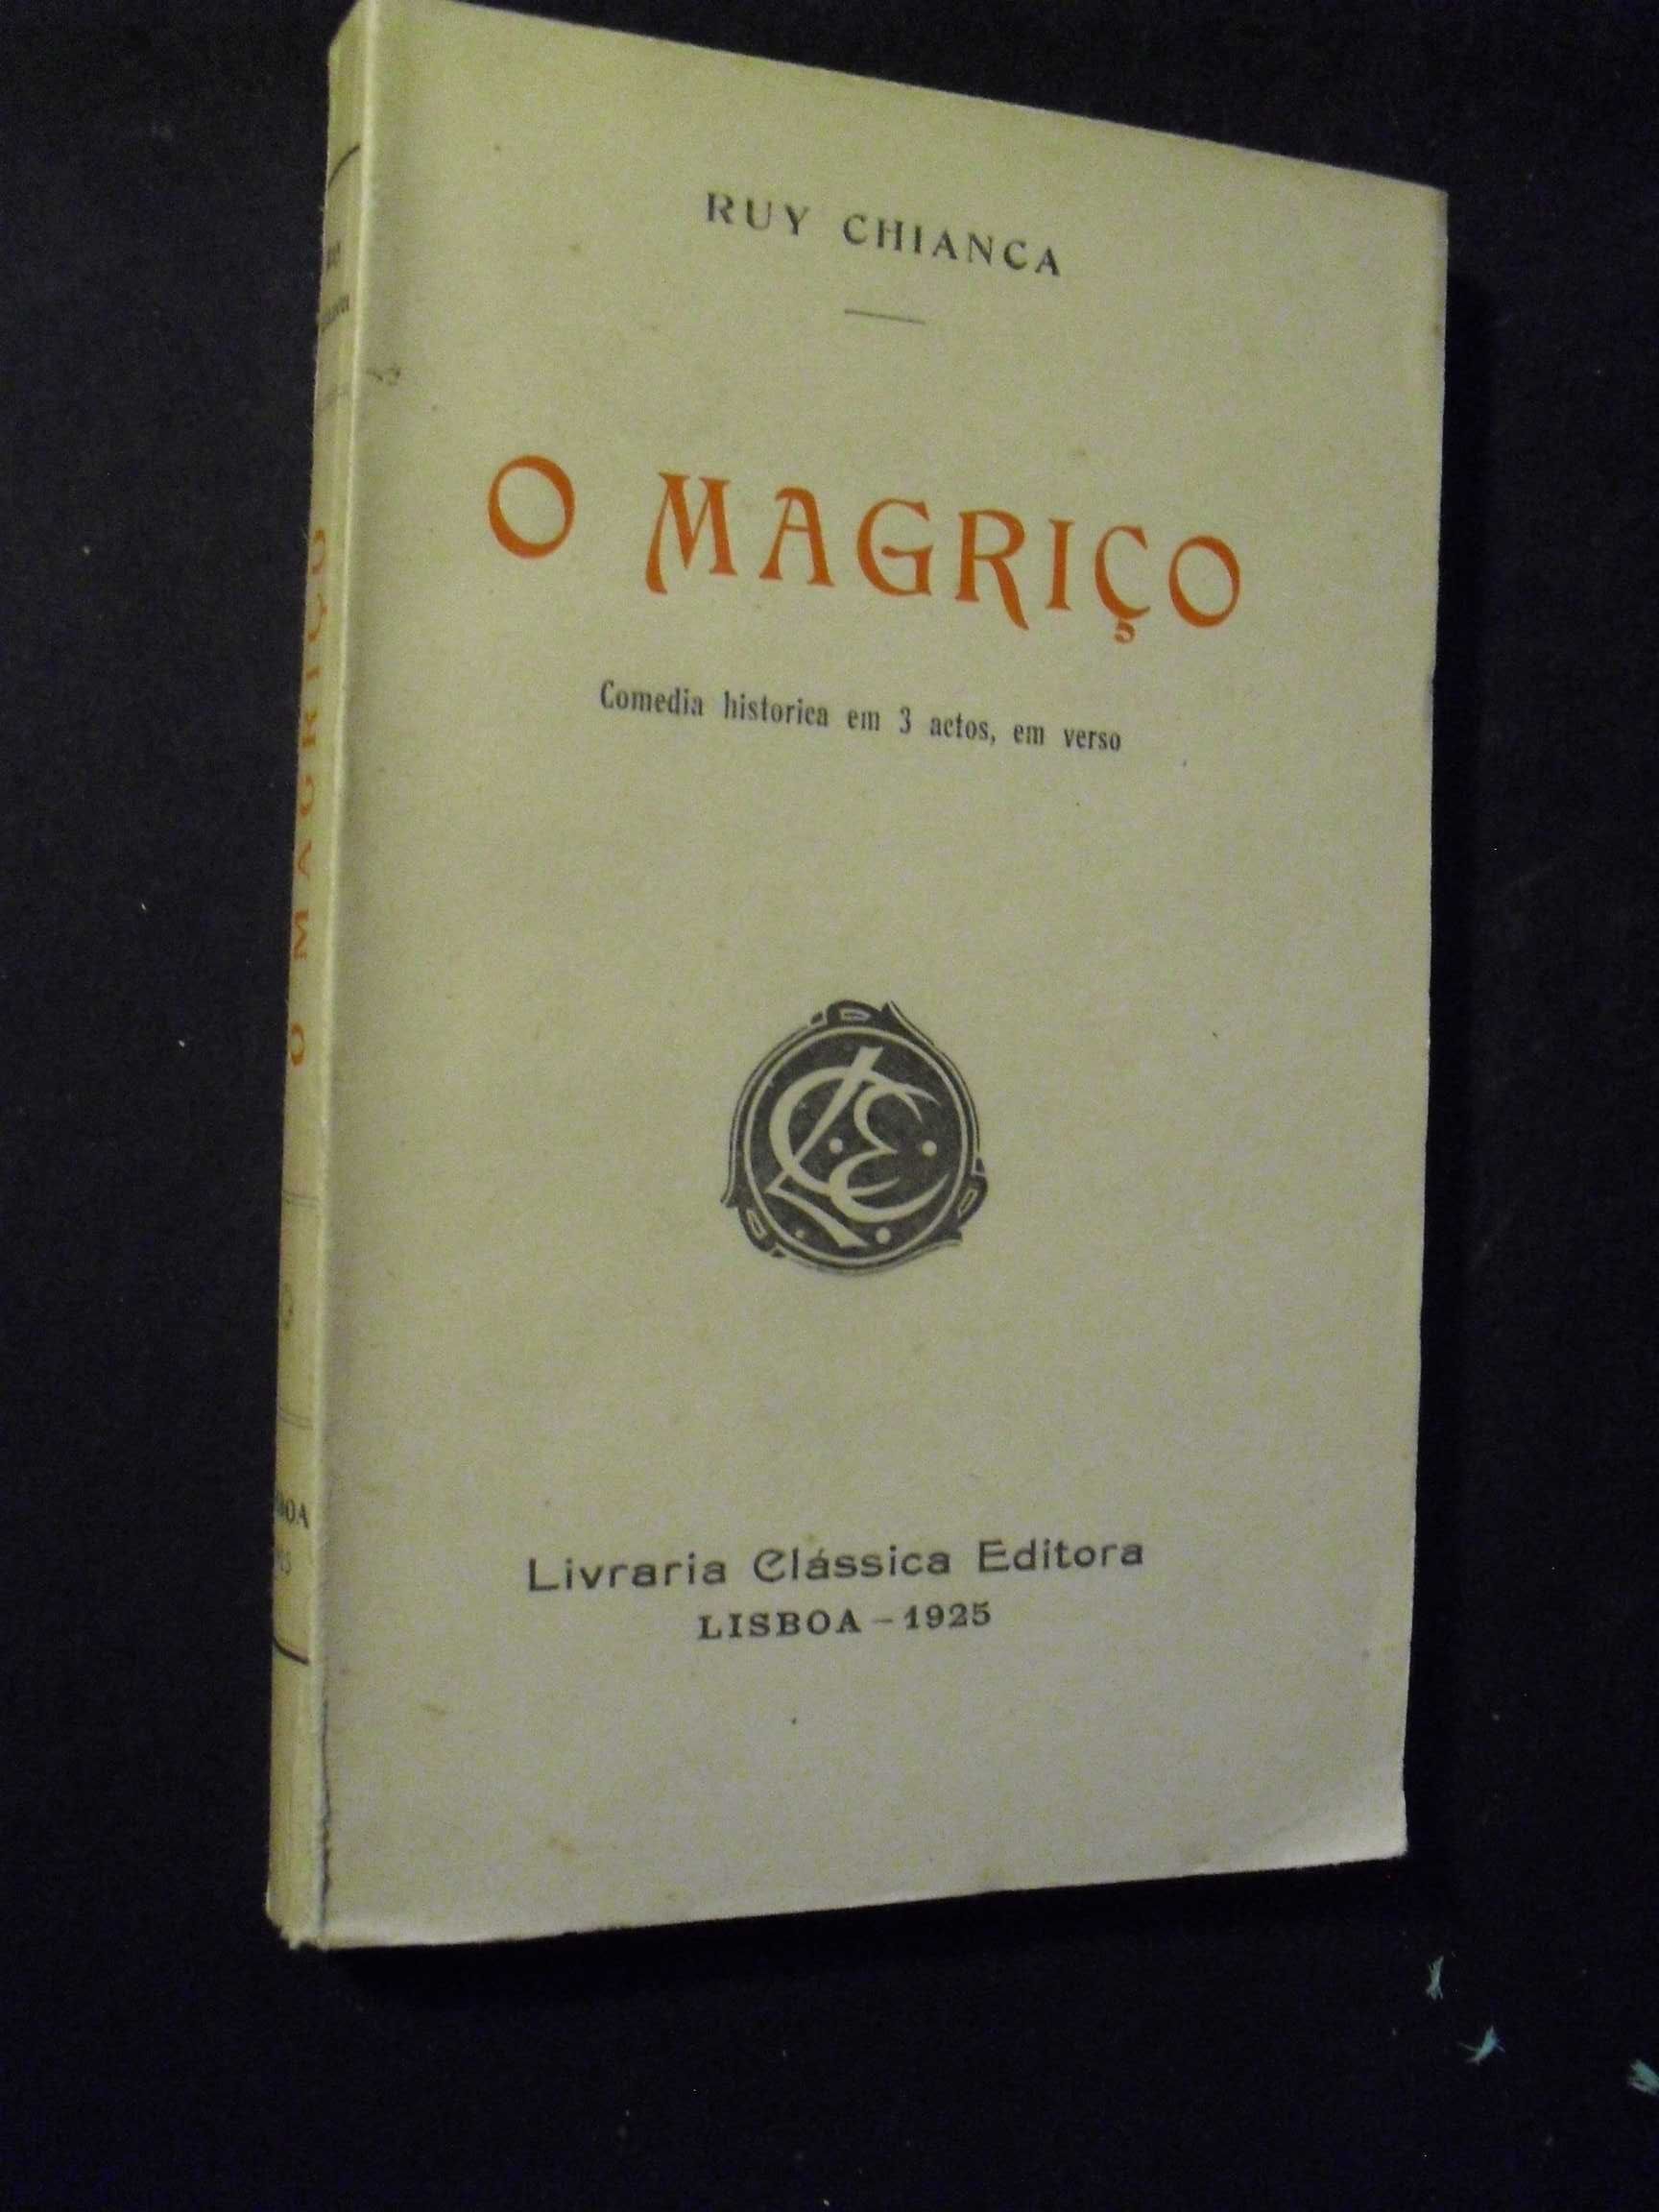 RUY CHIANCA
O MAGRIÇO
Comedia historica em 3 actos, em verso
Livraria Clássica Editora
LISBOA – 1925
O MAGRIÇO